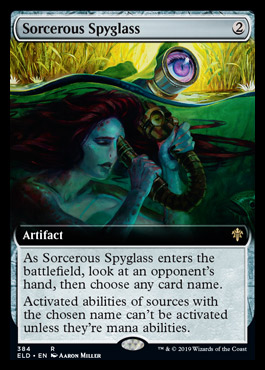 Sorcerous Spyglass 2
Artifact
As Sorcerous Spyglass enters the
battlefield, look at an opponent's
hand, then choose any card name.
Activated abilities of sources with
the chosen name can't be activated
unless they're mana abilities.
384 R
ELD • EN AARON MILLER
™ & © 2019 Wizards of the Coast